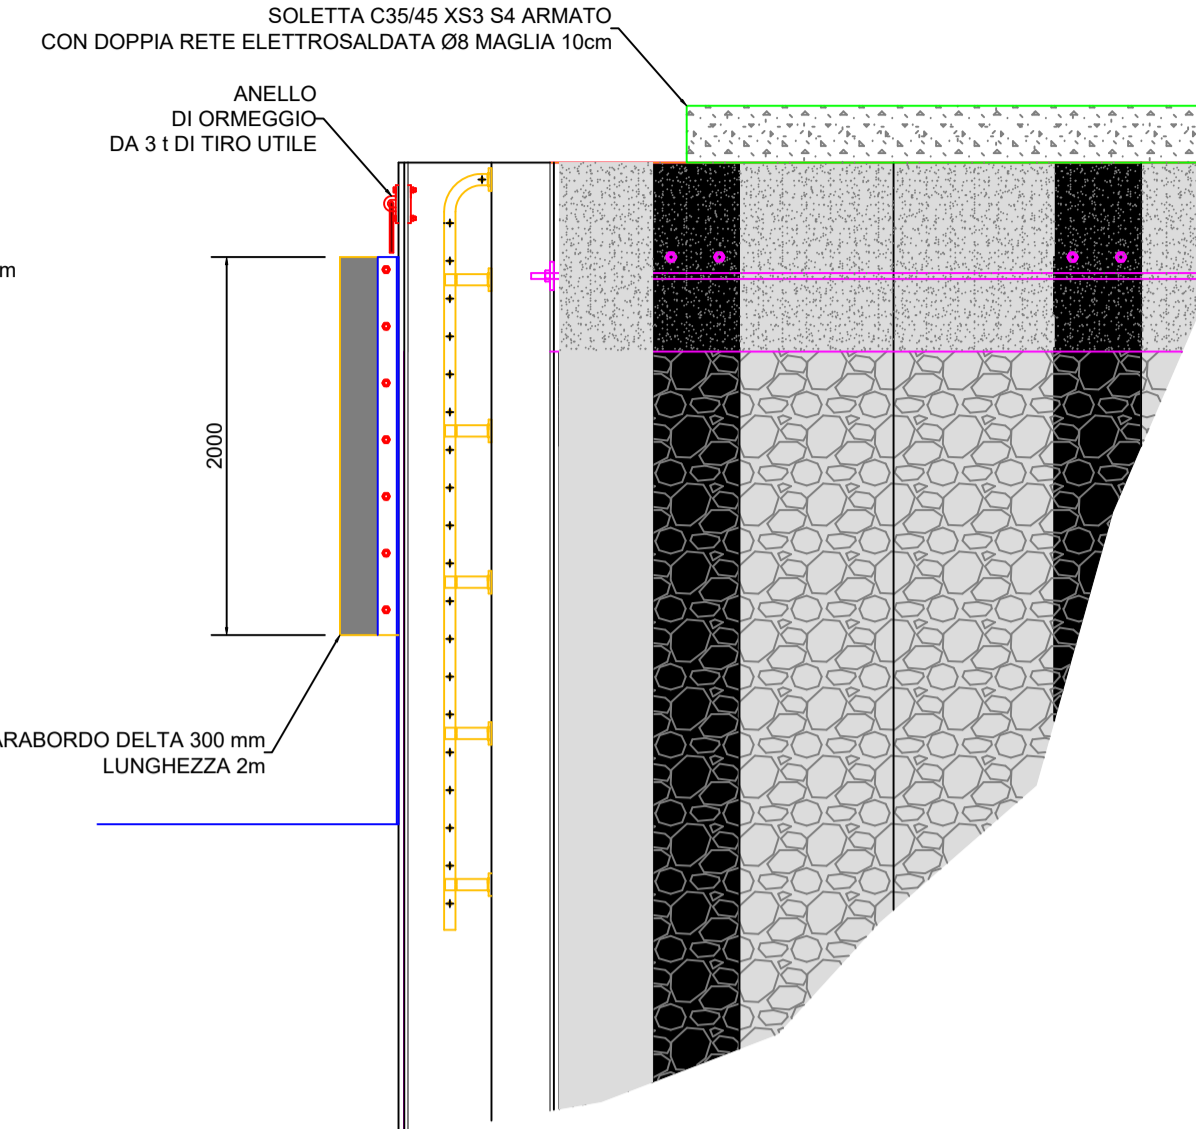 SOLETTA C35/45 XS3 S4 ARMATO
CON DOPPIA RETE ELETTROSALDATA Ø8 MAGLIA 10cm
ANELLO
DI ORMEGGIO
DA 3 t DI TIRO UTILE
m
2000
ARABORDO DELTA 300 mm
LUNGHEZZA 2m